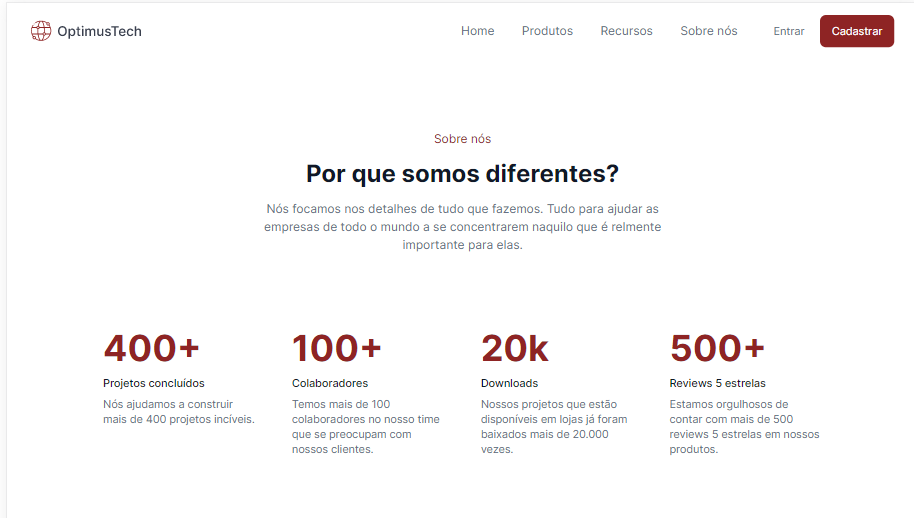 OptimusTech
Home Produtos Recursos Sobre nós Entrar Cadastrar
Sobre nós
Por que somos diferentes?
Nós focamos nos detalhes de tudo que fazemos. Tudo para ajudar as
empresas de todo o mundo a se concentrarem naquilo que é relmente
importante para elas.
400+
Projetos concluídos
Nós ajudamos a construir
mais de 400 projetos incíveis.
100+
Colaboradores
Temos mais de 100
colaboradores no nosso time
que se preocupam com
nossos clientes.
20k
Downloads
Nossos projetos que estão
disponíveis em lojas já foram
baixados mais de 20.000
vezes.
500+
Reviews 5 estrelas
Estamos orgulhosos de
contar com mais de 500
reviews 5 estrelas em nossos
produtos.